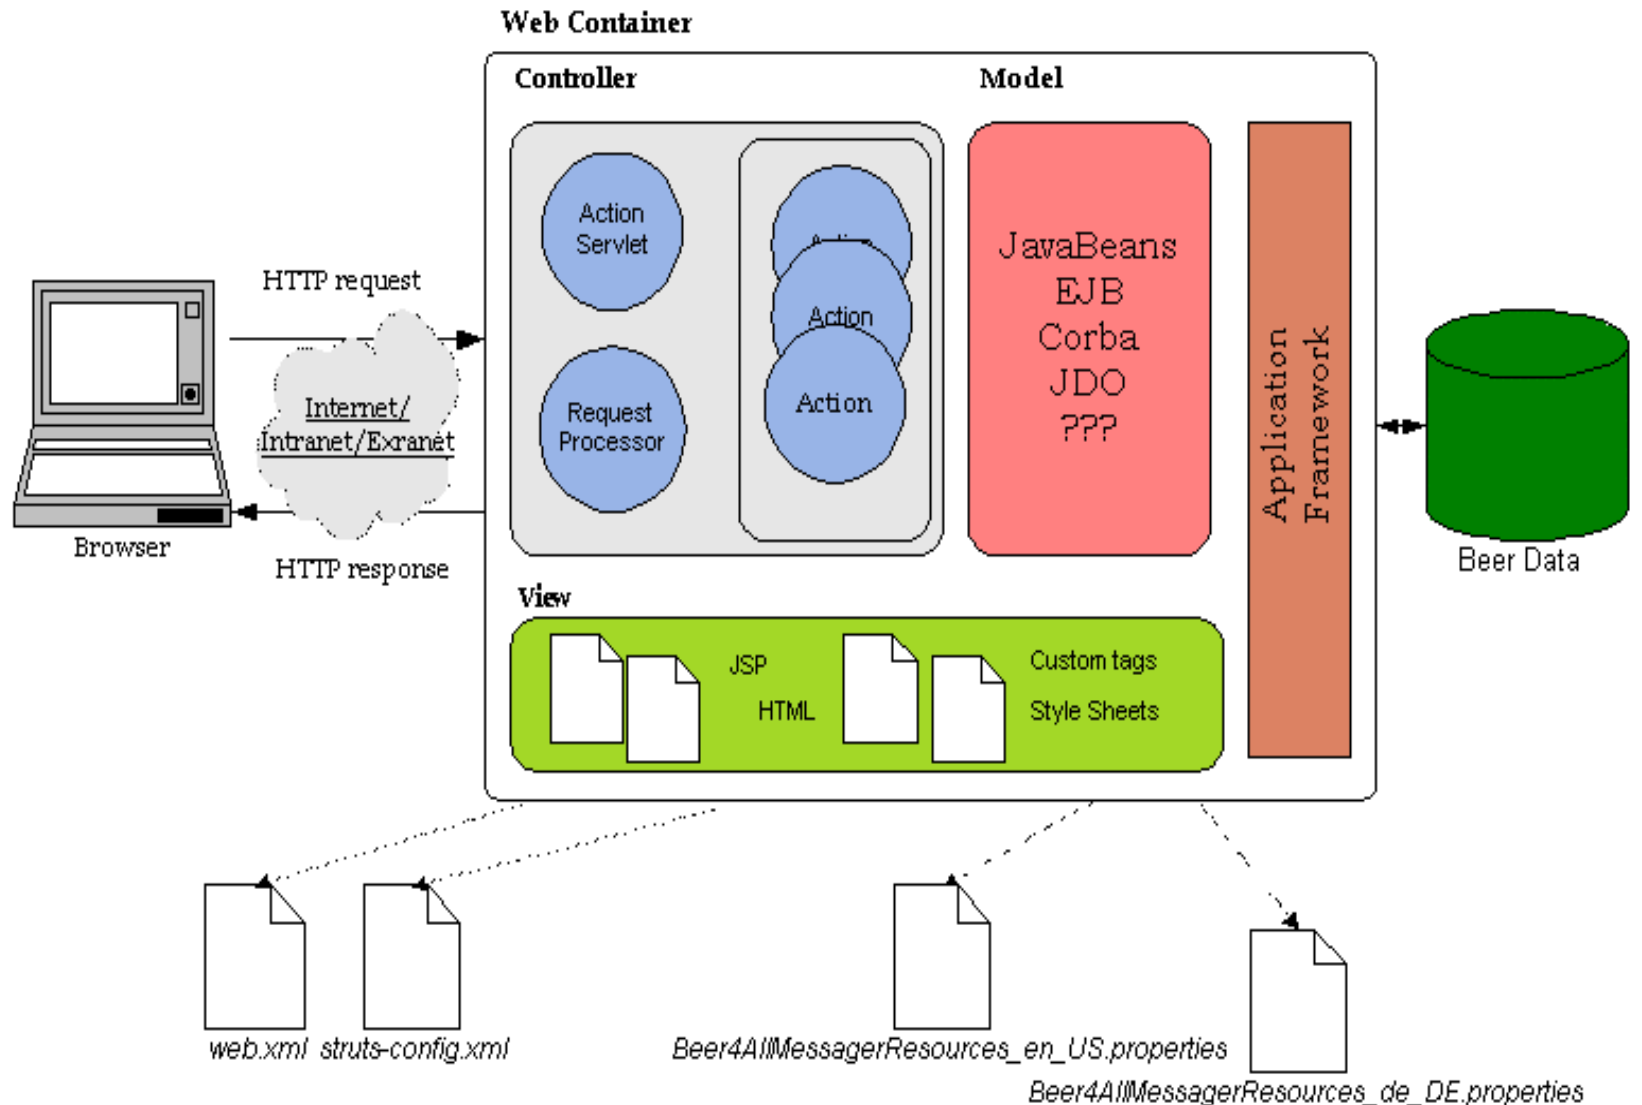 Web Container
Controller
Model
Action
Servlet
Action
Action
Action
Request
Processor
JavaBeans
EJB
Corba
JDO
???
Application
Framework
HTTP request
Internet/
Intranet/Exranet
HTTP response
Browser
Beer Data
View
JSP
HTML
Custom tags
Style Sheets
web.xml
struts-config.xml
Beer4AllMessagerResources_en_US.properties
Beer4AllMessagerResources_de_DE.properties